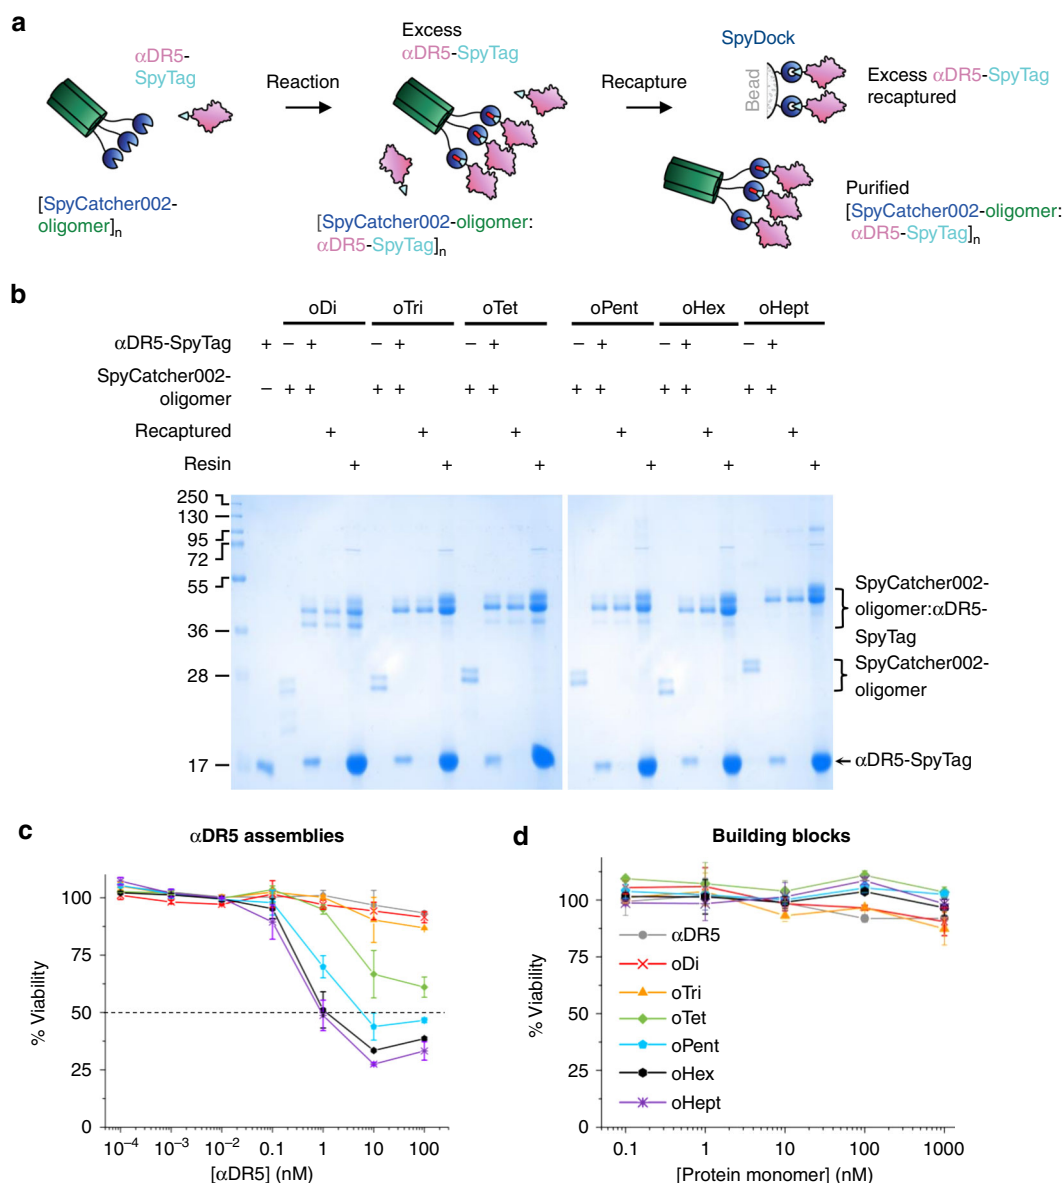 a
αDR5-
SpyTag
Reaction
Excess
αDR5-SpyTag
Recapture
SpyDock
Bead
Excess αDR5-SpyTag
recaptured
[SpyCatcher002-
oligomer]n
[SpyCatcher002-oligomer:
αDR5-SpyTag]n
Purified
[SpyCatcher002-oligomer:
αDR5-SpyTag]n
b
oDi oTri oTet oPent oHex oHept
αDR5-SpyTag + − + − + − + − + − + − +
SpyCatcher002-
oligomer − + + + + + + + + + + + +
Recaptured + + + + + +
Resin + + + + + +
250
130
95
72
55
36
28
17
SpyCatcher002-
oligomer:αDR5-
SpyTag
SpyCatcher002-
oligomer
αDR5-SpyTag
c
αDR5 assemblies
% Viability
100
75
50
25
0
10−4 10−3 10−2 0.1 1 10 100
[αDR5] (nM)
d
Building blocks
% Viability
100
75
50
25
0
αDR5
oDi
oTri
oTet
oPent
oHex
oHept
0.1 1 10 100 1000
[Protein monomer] (nM)